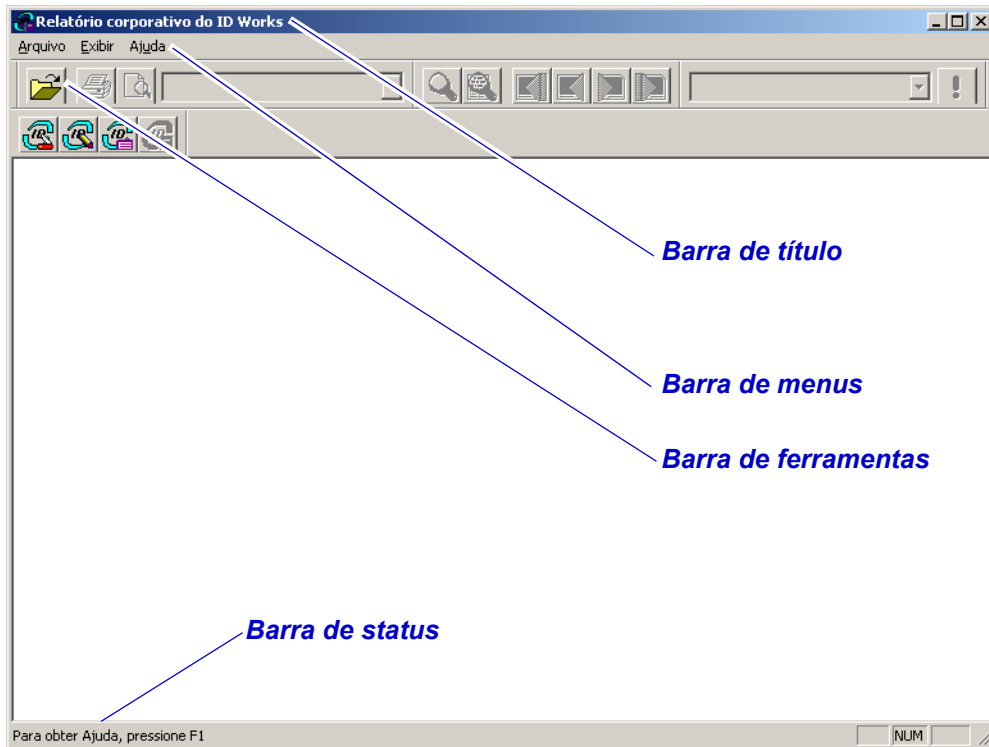 Relatório corporativo do ID Works
Arquivo Exibir Ajuda
Barra de título
Barra de menus
Barra de ferramentas
Barra de status
Para obter Ajuda, pressione F1
NUM